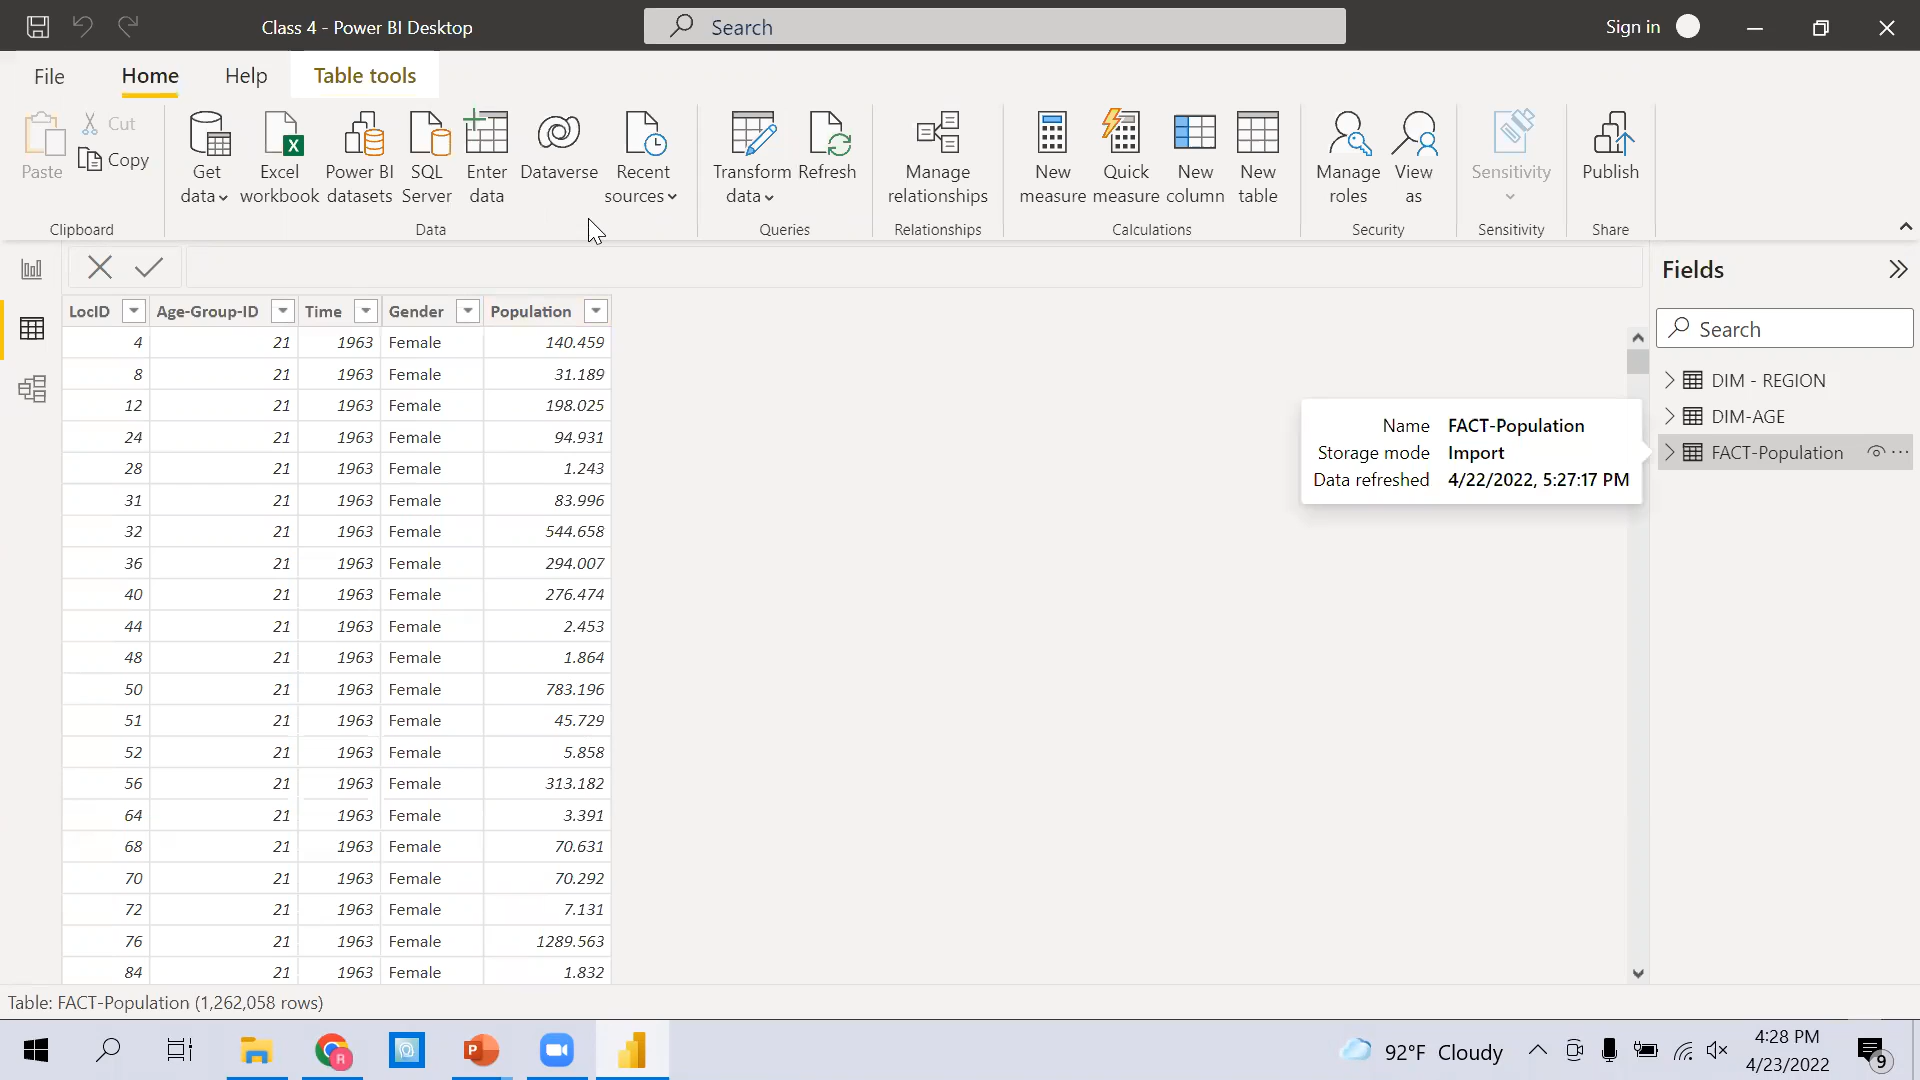 Class 4 - Power BI Desktop
Search
Sign in
File
Home
Help
Table tools
Paste
Cut
Copy
Clipboard
Get data
Excel workbook
Power BI datasets
SQL Server
Enter data
Dataverse
Recent sources
Data
Transform data
Refresh
Queries
Manage relationships
Relationships
New measure
Quick measure
New column
New table
Calculations
Manage roles
View as
Security
Sensitivity
Sensitivity
Publish
Share
LocID Age-Group-ID Time Gender Population
4 21 1963 Female 140.459
8 21 1963 Female 31.189
12 21 1963 Female 198.025
24 21 1963 Female 94.931
28 21 1963 Female 1.243
31 21 1963 Female 83.996
32 21 1963 Female 544.658
36 21 1963 Female 294.007
40 21 1963 Female 276.474
44 21 1963 Female 2.453
48 21 1963 Female 1.864
50 21 1963 Female 783.196
51 21 1963 Female 45.729
52 21 1963 Female 5.858
56 21 1963 Female 313.182
64 21 1963 Female 3.391
68 21 1963 Female 70.631
70 21 1963 Female 70.292
72 21 1963 Female 7.131
76 21 1963 Female 1289.563
84 21 1963 Female 1.832
Name FACT-Population
Storage mode Import
Data refreshed 4/22/2022, 5:27:17 PM
Fields
Search
DIM - REGION
DIM-AGE
FACT-Population
Table: FACT-Population (1,262,058 rows)
92°F Cloudy
4:28 PM
4/23/2022
9